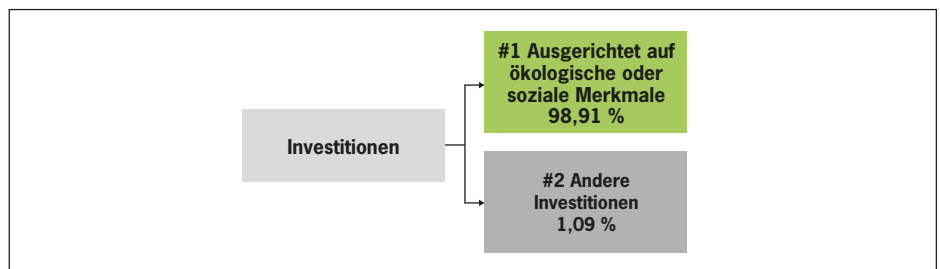 #1 Ausgerichtet auf
ökologische oder
soziale Merkmale
98,91 %
Investitionen
#2 Andere
Investitionen
1,09 %